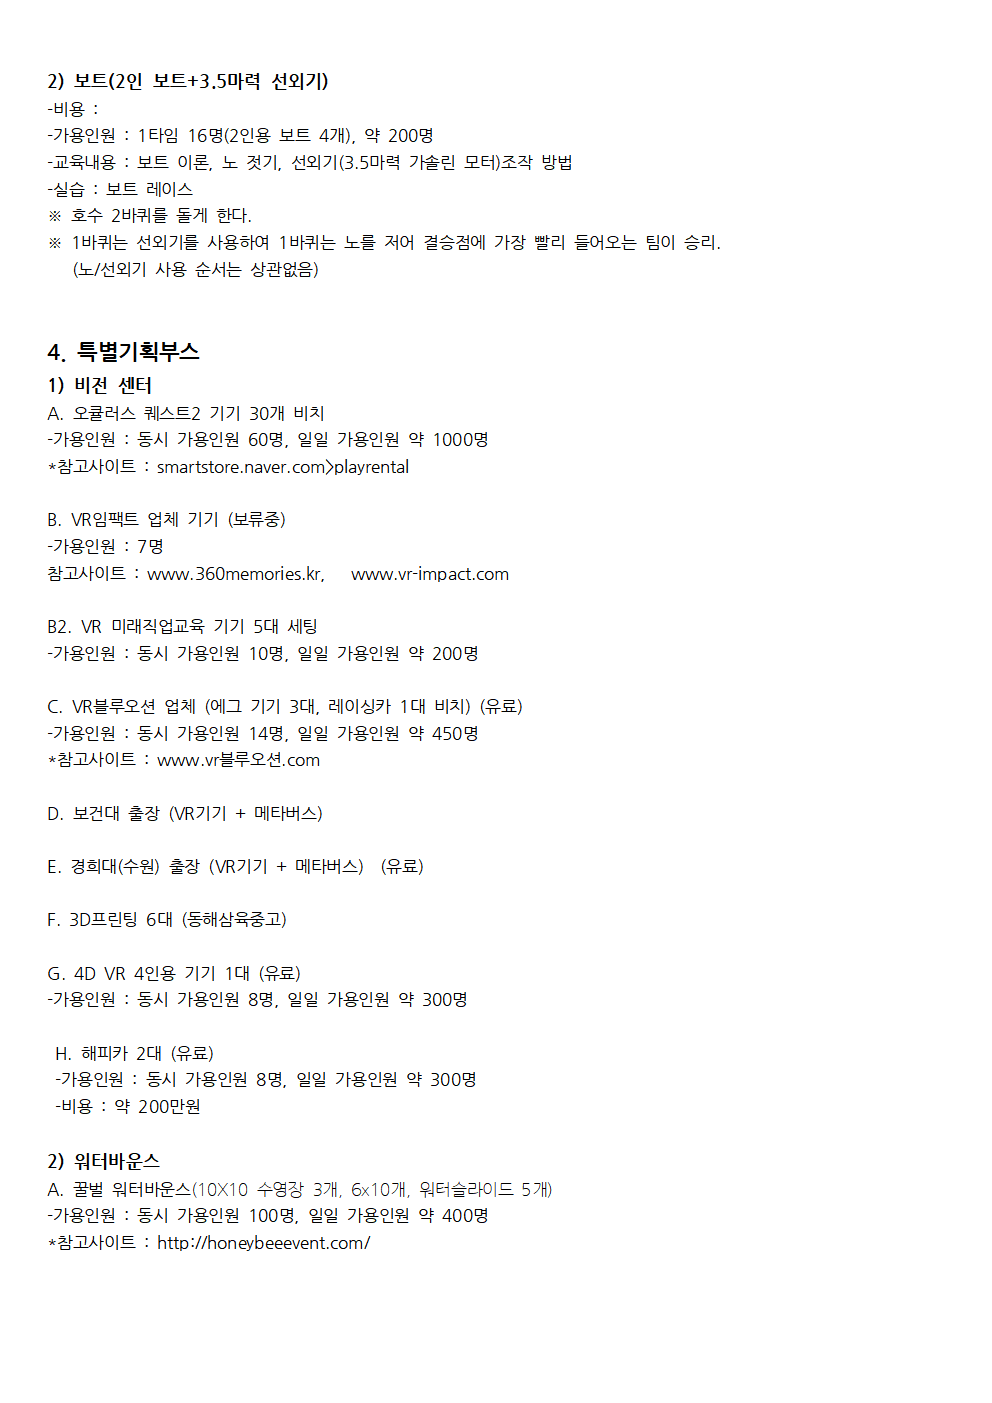 2) 보트(2인 보트+3.5마력 선외기)
-비용 :
-가용인원 : 1타임 16명(2인용 보트 4개), 약 200명
-교육내용 : 보트 이론, 노 젓기, 선외기(3.5마력 가솔린 모터)조작 방법
-실습 : 보트 레이스
※ 호수 2바퀴를 돌게 한다.
※ 1바퀴는 선외기를 사용하여 1바퀴는 노를 저어 결승점에 가장 빨리 들어오는 팀이 승리.
(노/선외기 사용 순서는 상관없음)
4. 특별기획부스
1) 비전 센터
A. 오큘러스 퀘스트2 기기 30개 비치
-가용인원 : 동시 가용인원 60명, 일일 가용인원 약 1000명
*참고사이트 : smartstore.naver.com>playrental
B. VR임팩트 업체 기기 (보류중)
-가용인원 : 7명
참고사이트 : www.360memories.kr, www.vr-impact.com
B2. VR 미래직업교육 기기 5대 세팅
-가용인원 : 동시 가용인원 10명, 일일 가용인원 약 200명
C. VR블루오션 업체 (에그 기기 3대, 레이싱카 1대 비치) (유료)
-가용인원 : 동시 가용인원 14명, 일일 가용인원 약 450명
*참고사이트 : www.vr블루오션.com
D. 보건대 출장 (VR기기 + 메타버스)
E. 경희대(수원) 출장 (VR기기 + 메타버스) (유료)
F. 3D프린팅 6대 (동해삼육중고)
G. 4D VR 4인용 기기 1대 (유료)
-가용인원 : 동시 가용인원 8명, 일일 가용인원 약 300명
H. 해피카 2대 (유료)
-가용인원 : 동시 가용인원 8명, 일일 가용인원 약 300명
-비용 : 약 200만원
2) 워터바운스
A. 꿀벌 워터바운스(10X10 수영장 3개, 6x10개, 워터슬라이드 5개)
-가용인원 : 동시 가용인원 100명, 일일 가용인원 약 400명
*참고사이트 : http://honeybeeevent.com/